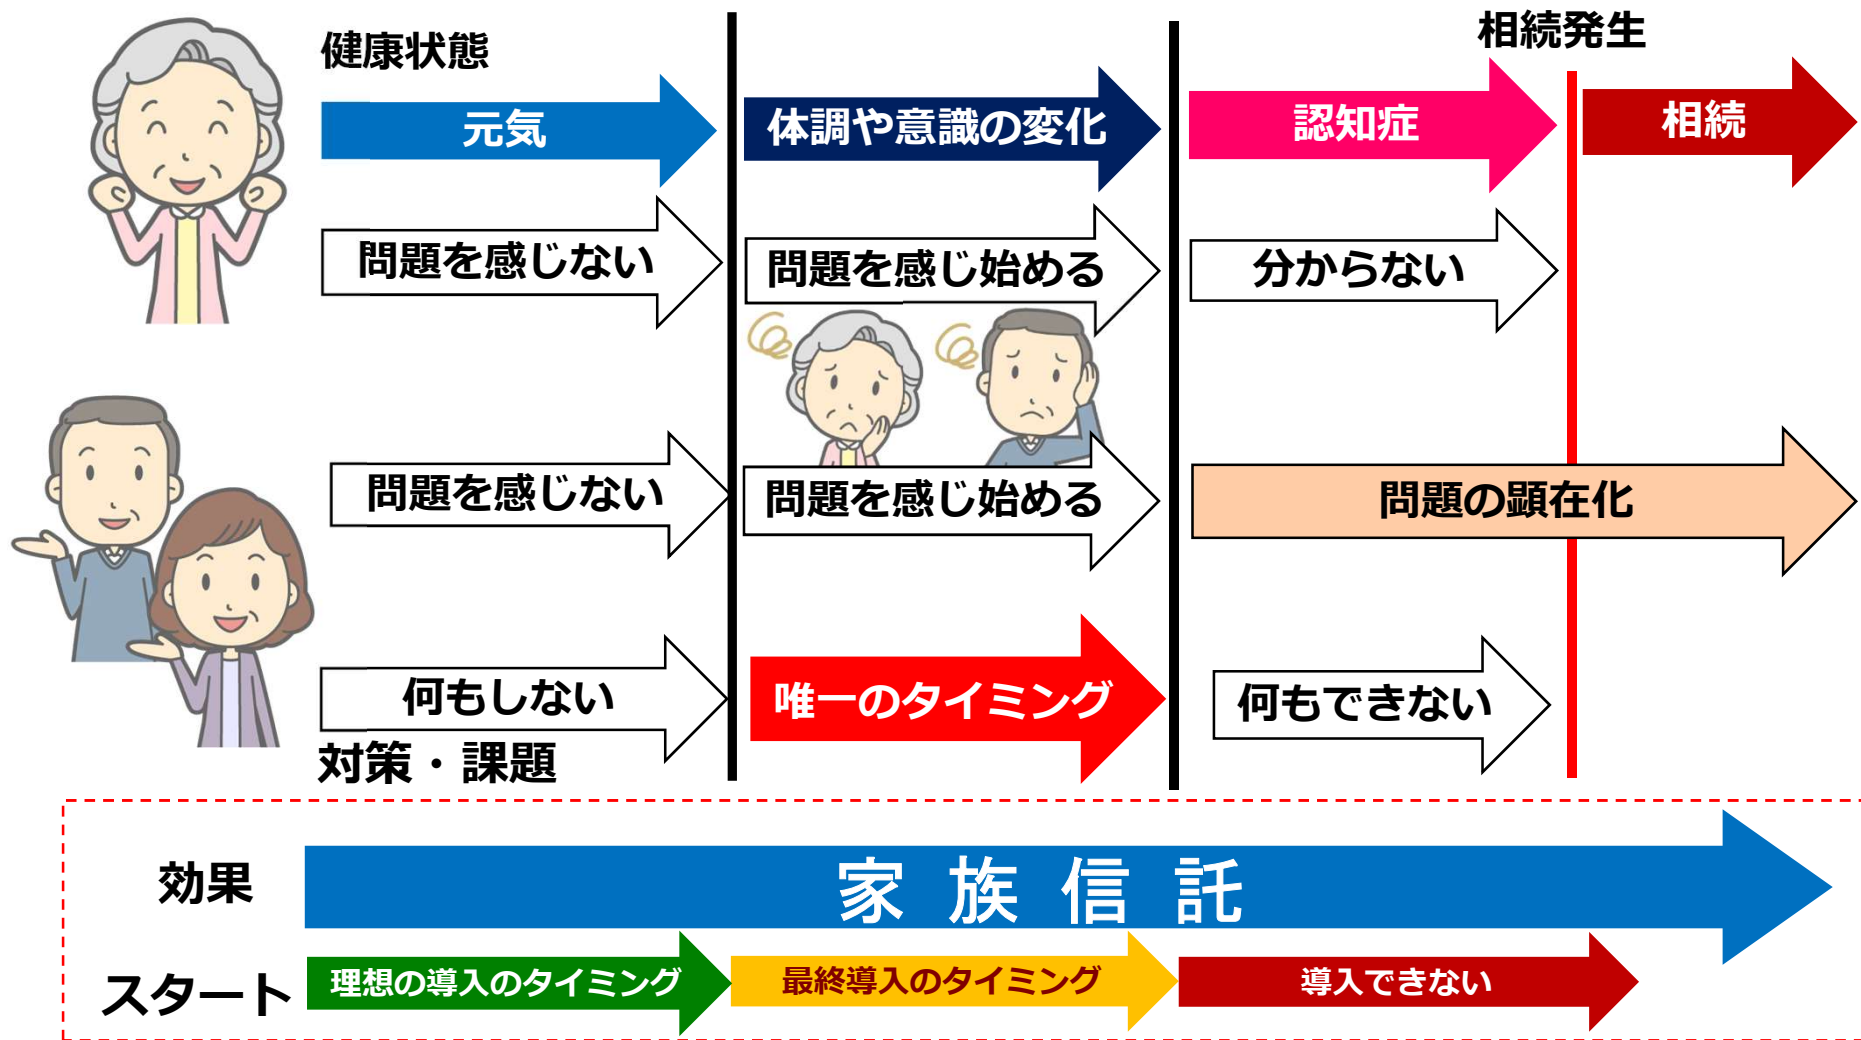 健康状態
相続発生
元気
体調や意識の変化
認知症
相続
問題を感じない
問題を感じ始める
分からない
問題を感じない
問題を感じ始める
問題の顕在化
何もしない
唯一のタイミング
何もできない
対策・課題
効果
家族信託
スタート
理想の導入のタイミング
最終導入のタイミング
導入できない